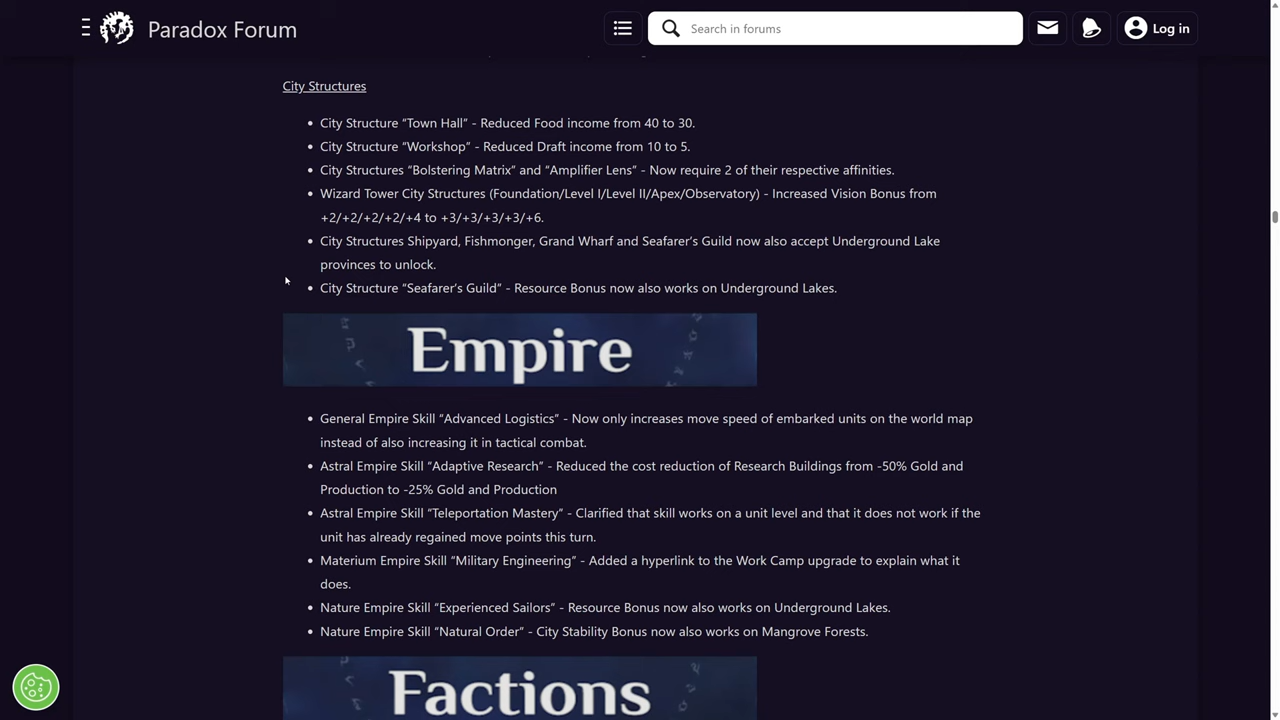 Paradox Forum
Search in forums
Log in
City Structures
• City Structure “Town Hall” - Reduced Food income from 40 to 30.
• City Structure “Workshop” - Reduced Draft income from 10 to 5.
• City Structures “Bolstering Matrix” and “Amplifier Lens” - Now require 2 of their respective affinities.
• Wizard Tower City Structures (Foundation/Level I/Level II/Apex/Observatory) - Increased Vision Bonus from
+2/+2/+2/+2/+4 to +3/+3/+3/+3/+6.
• City Structures Shipyard, Fishmonger, Grand Wharf and Seafarer’s Guild now also accept Underground Lake
provinces to unlock.
• City Structure “Seafarer’s Guild” - Resource Bonus now also works on Underground Lakes.
Empire
• General Empire Skill “Advanced Logistics” - Now only increases move speed of embarked units on the world map
instead of also increasing it in tactical combat.
• Astral Empire Skill “Adaptive Research” - Reduced the cost reduction of Research Buildings from -50% Gold and
Production to -25% Gold and Production
• Astral Empire Skill “Teleportation Mastery” - Clarified that skill works on a unit level and that it does not work if the
unit has already regained move points this turn.
• Materium Empire Skill “Military Engineering” - Added a hyperlink to the Work Camp upgrade to explain what it
does.
• Nature Empire Skill “Experienced Sailors” - Resource Bonus now also works on Underground Lakes.
• Nature Empire Skill “Natural Order” - City Stability Bonus now also works on Mangrove Forests.
Factions